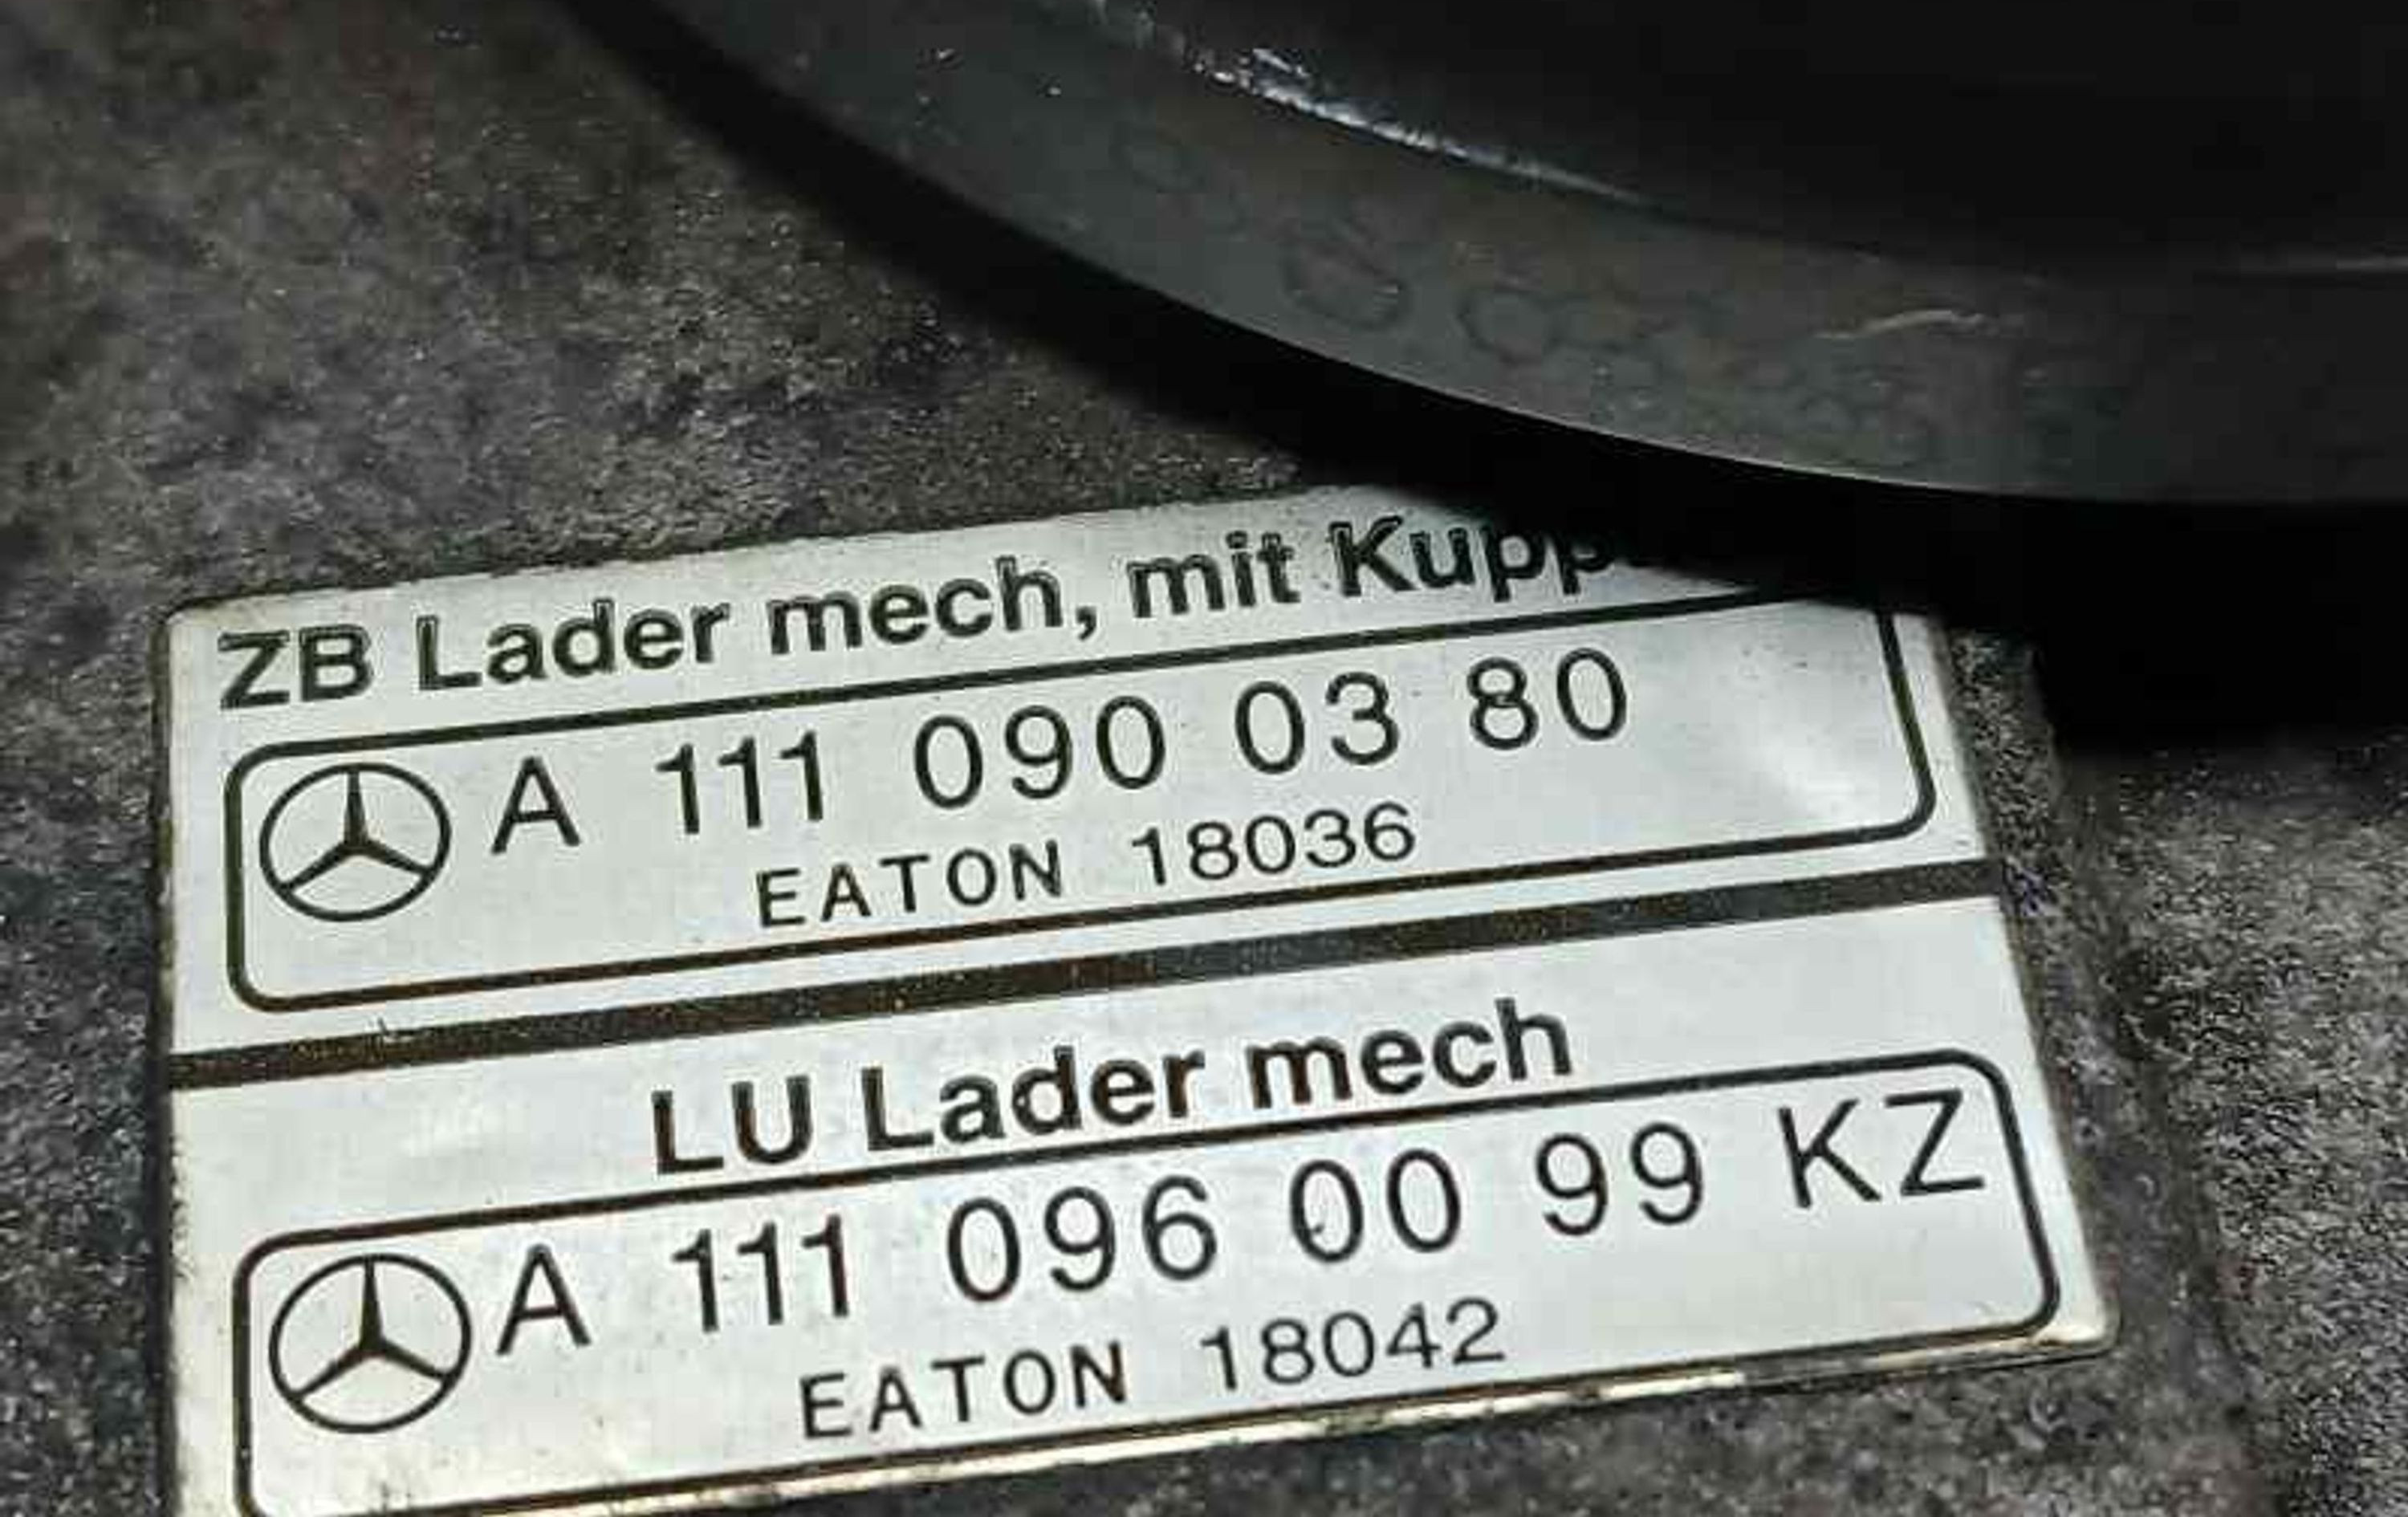 ZB Lader mech, mit Kupp
A 111 090 03 80
EATON 18036
LU Lader mech
A 111 096 00 99 KZ
EATON 18042